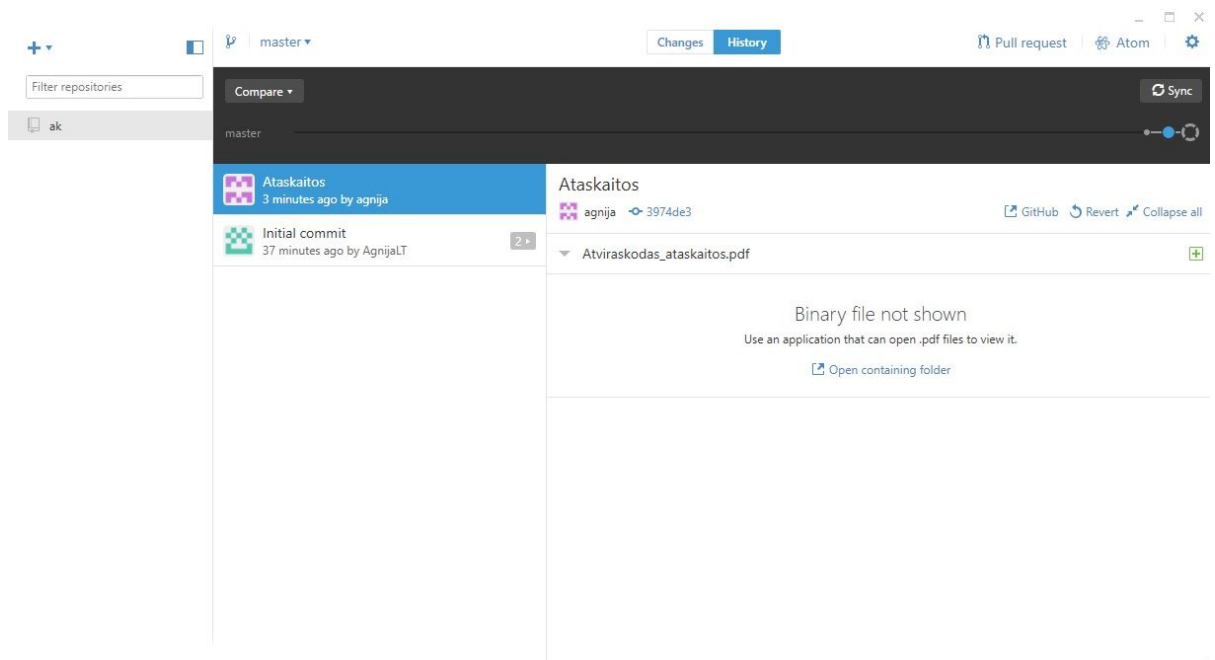 master
Changes
History
Pull request
Atom
Filter repositories
Compare
Sync
ak
master
Ataskaitos
3 minutes ago by agnija
Initial commit
37 minutes ago by AgnijaLT
2
Ataskaitos
agnija
3974de3
GitHub
Revert
Collapse all
Atviraskodas_ataskaitos.pdf
Binary file not shown
Use an application that can open .pdf files to view it.
Open containing folder